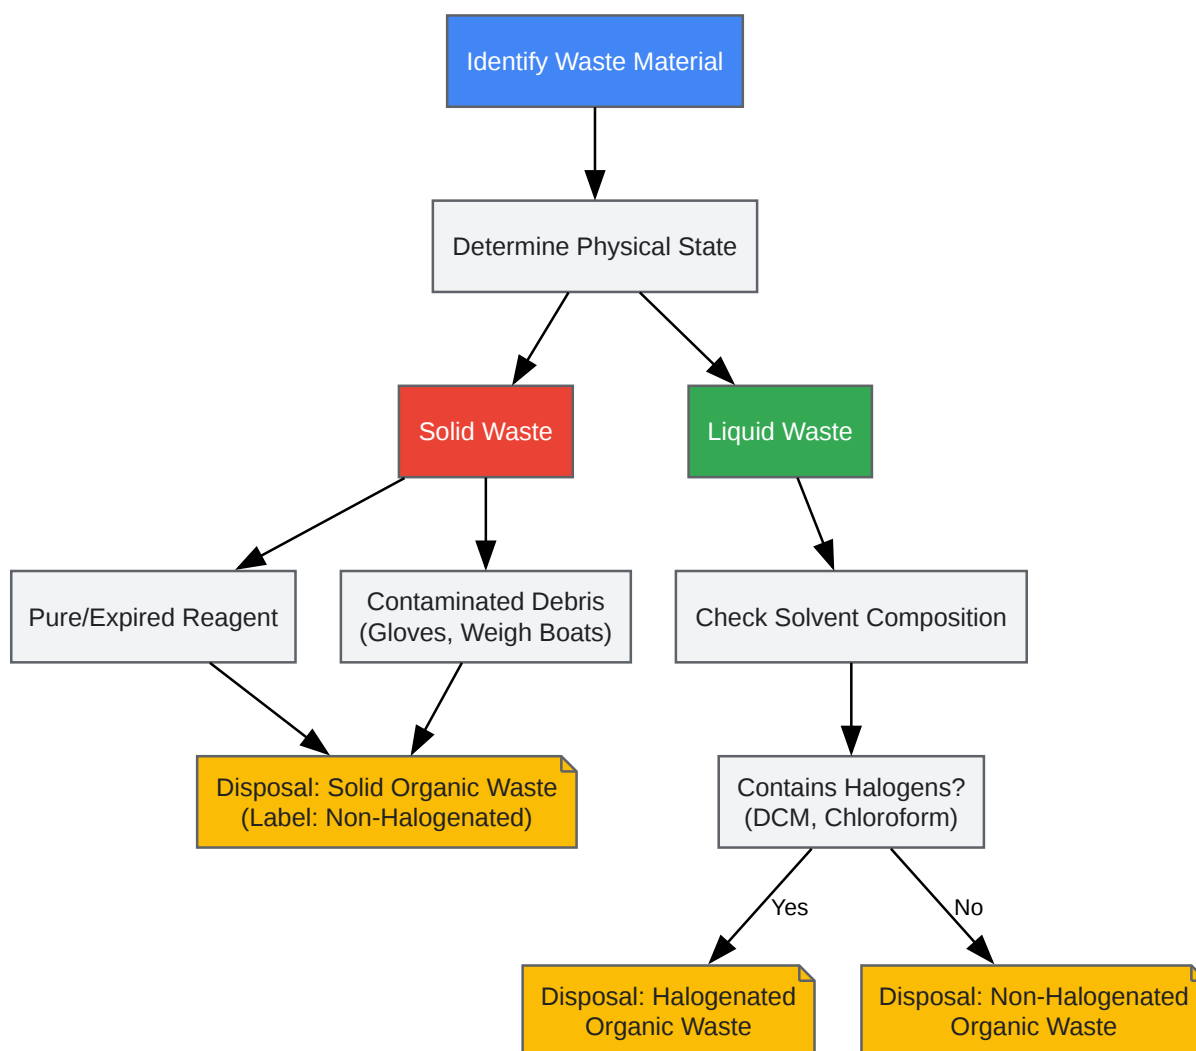 Identify Waste Material
Determine Physical State
Solid Waste
Liquid Waste
Pure/Expired Reagent
Contaminated Debris
(Gloves, Weigh Boats)
Check Solvent Composition
Disposal: Solid Organic Waste
(Label: Non-Halogenated)
Contains Halogens?
(DCM, Chloroform)
Yes
No
Disposal: Halogenated
Organic Waste
Disposal: Non-Halogenated
Organic Waste